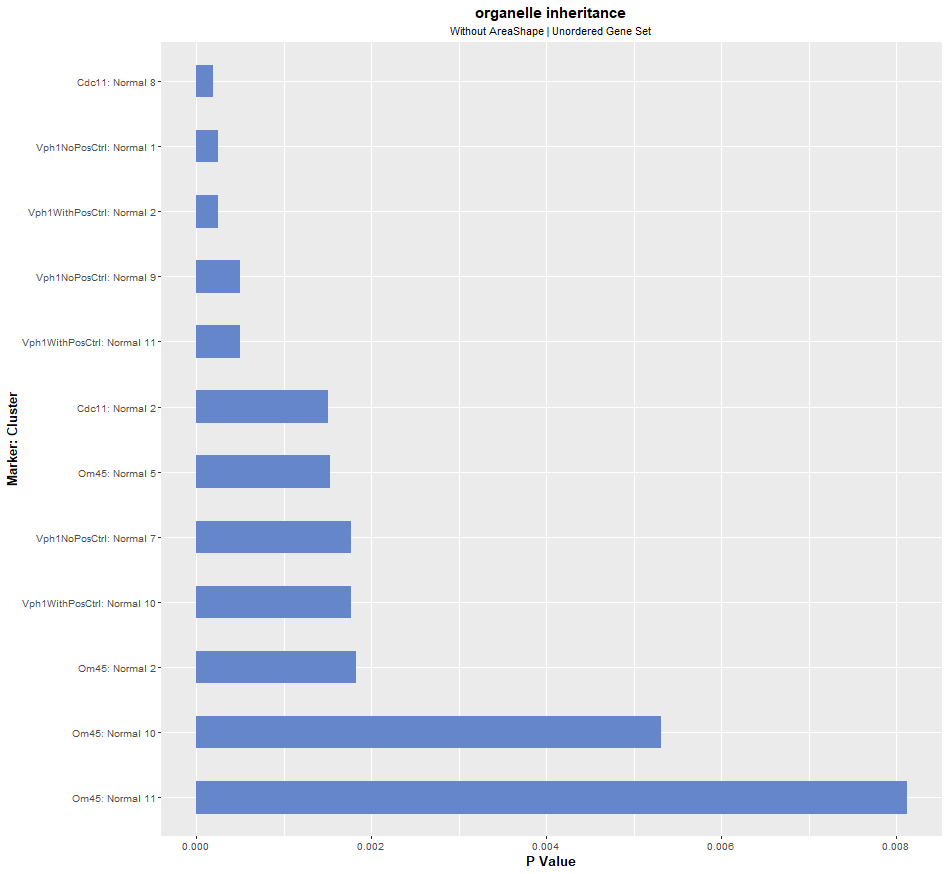 organelle inheritance
Without AreaShape | Unordered Gene Set
Marker: Cluster
Cdc11: Normal 8
Vph1NoPosCtrl: Normal 1
Vph1WithPosCtrl: Normal 2
Vph1NoPosCtrl: Normal 9
Vph1WithPosCtrl: Normal 11
Cdc11: Normal 2
Om45: Normal 5
Vph1NoPosCtrl: Normal 7
Vph1WithPosCtrl: Normal 10
Om45: Normal 2
Om45: Normal 10
Om45: Normal 11
0.000 0.002 0.004 0.006 0.008
P Value